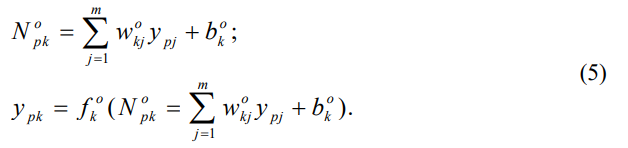 N^o_{pk} = \sum_{j=1}^{m} w^o_{kj} y_{pj} + b^o_k ;
(5)
y_{pk} = f^o_k (N^o_{pk} = \sum_{j=1}^{m} w^o_{kj} y_{pj} + b^o_k).